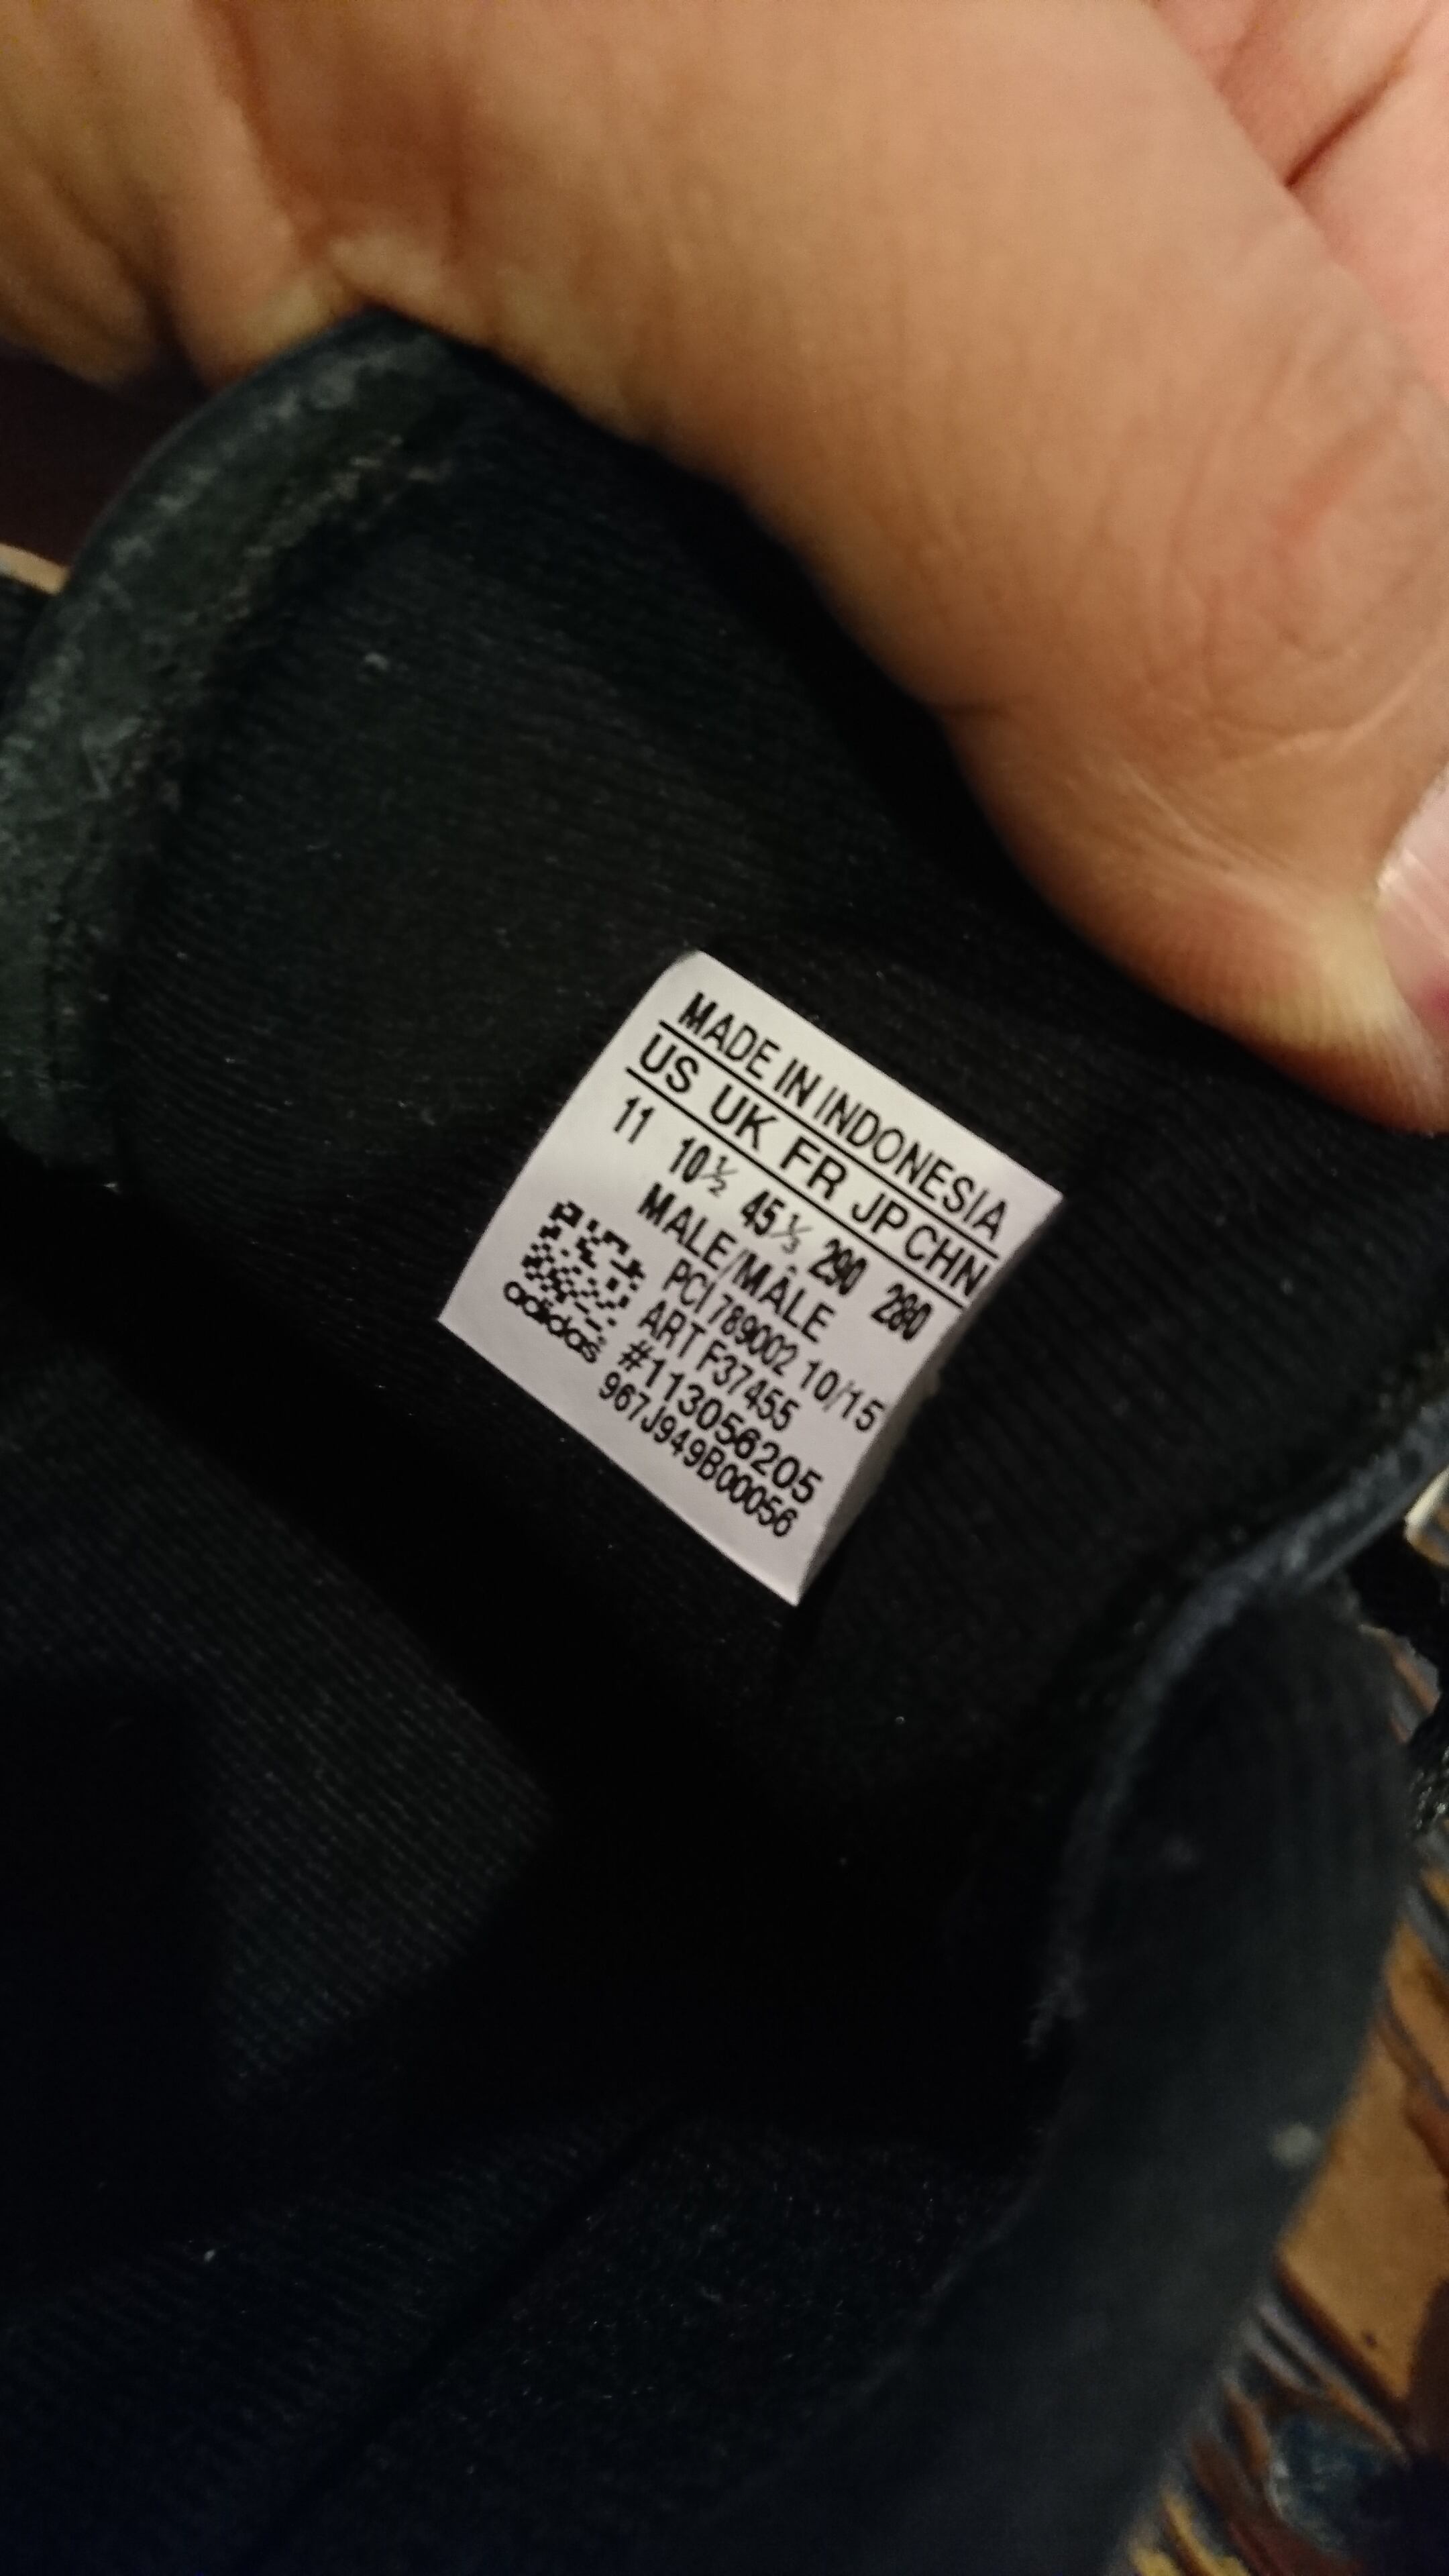 MADE IN INDONESIA
US UK FR JP CHN
11 10½ 45⅓ 290 280
MALE/MÂLE
PCI 789002 10/15
ART F37455
#113056205
967J949B00056
adidas